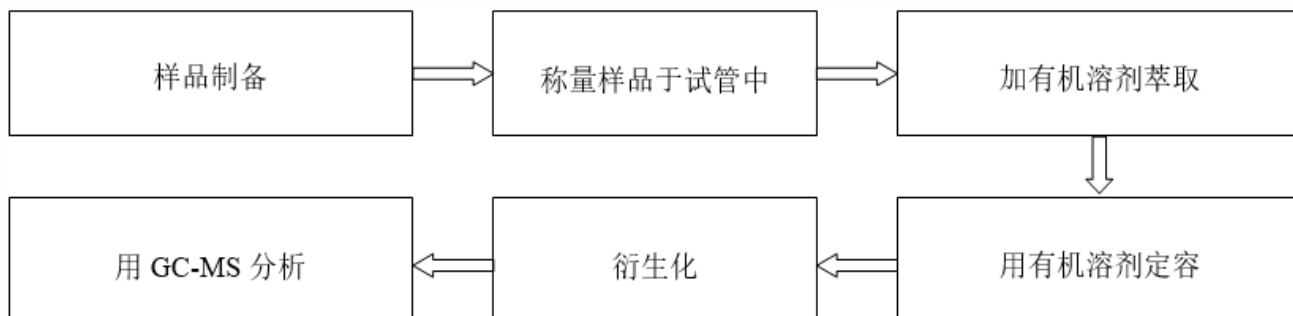 样品制备
称量样品于试管中
加有机溶剂萃取
用有机溶剂定容
衍生化
用 GC-MS 分析